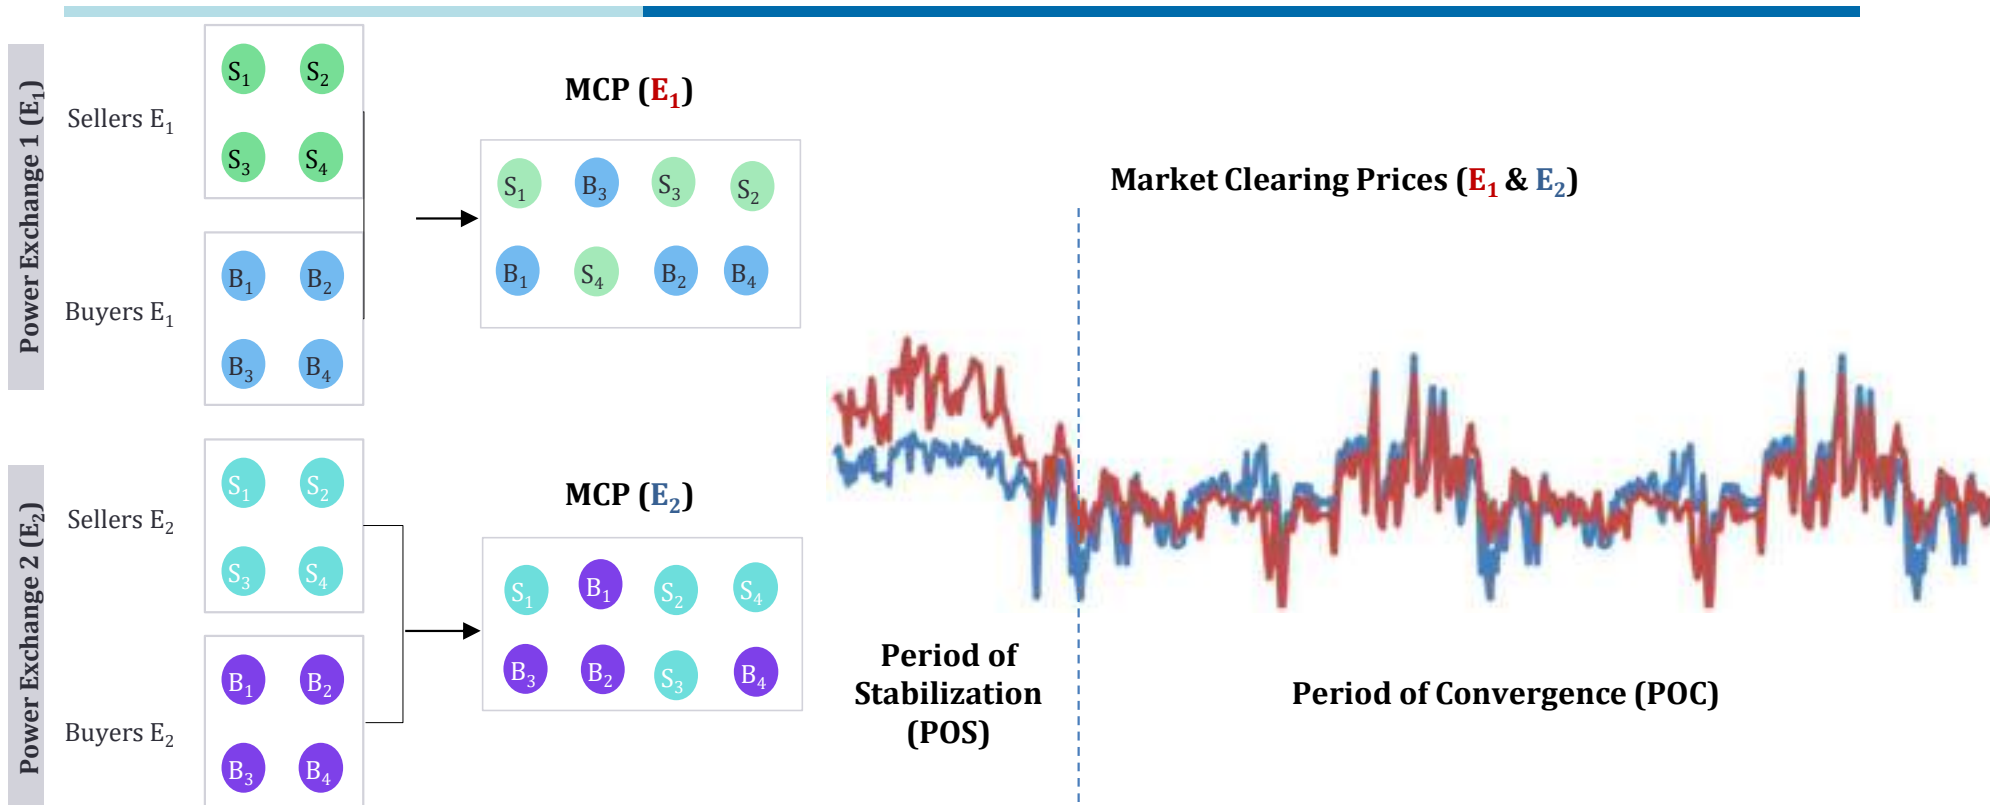 Power Exchange 1 (E₁)
Sellers E₁
S₁ S₂
S₃ S₄
Buyers E₁
B₁ B₂
B₃ B₄
MCP (E₁)
S₁ B₃ S₃ S₂
B₁ S₄ B₂ B₄
Power Exchange 2 (E₂)
Sellers E₂
S₁ S₂
S₃ S₄
Buyers E₂
B₁ B₂
B₃ B₄
MCP (E₂)
S₁ B₁ S₂ S₄
B₃ B₂ S₃ B₄
Market Clearing Prices (E₁ & E₂)
Period of
Stabilization
(POS)
Period of Convergence (POC)